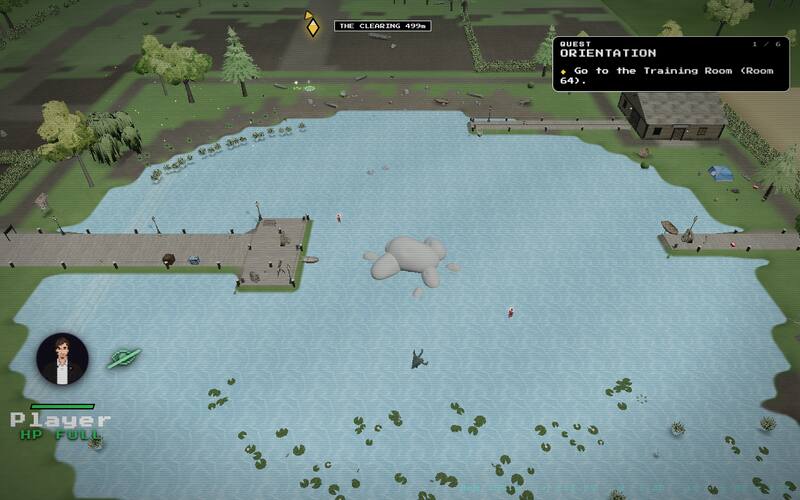 THE CLEARING 499m
QUEST
1 / 6
ORIENTATION
Go to the Training Room (Room
64).
Player
HP FULL